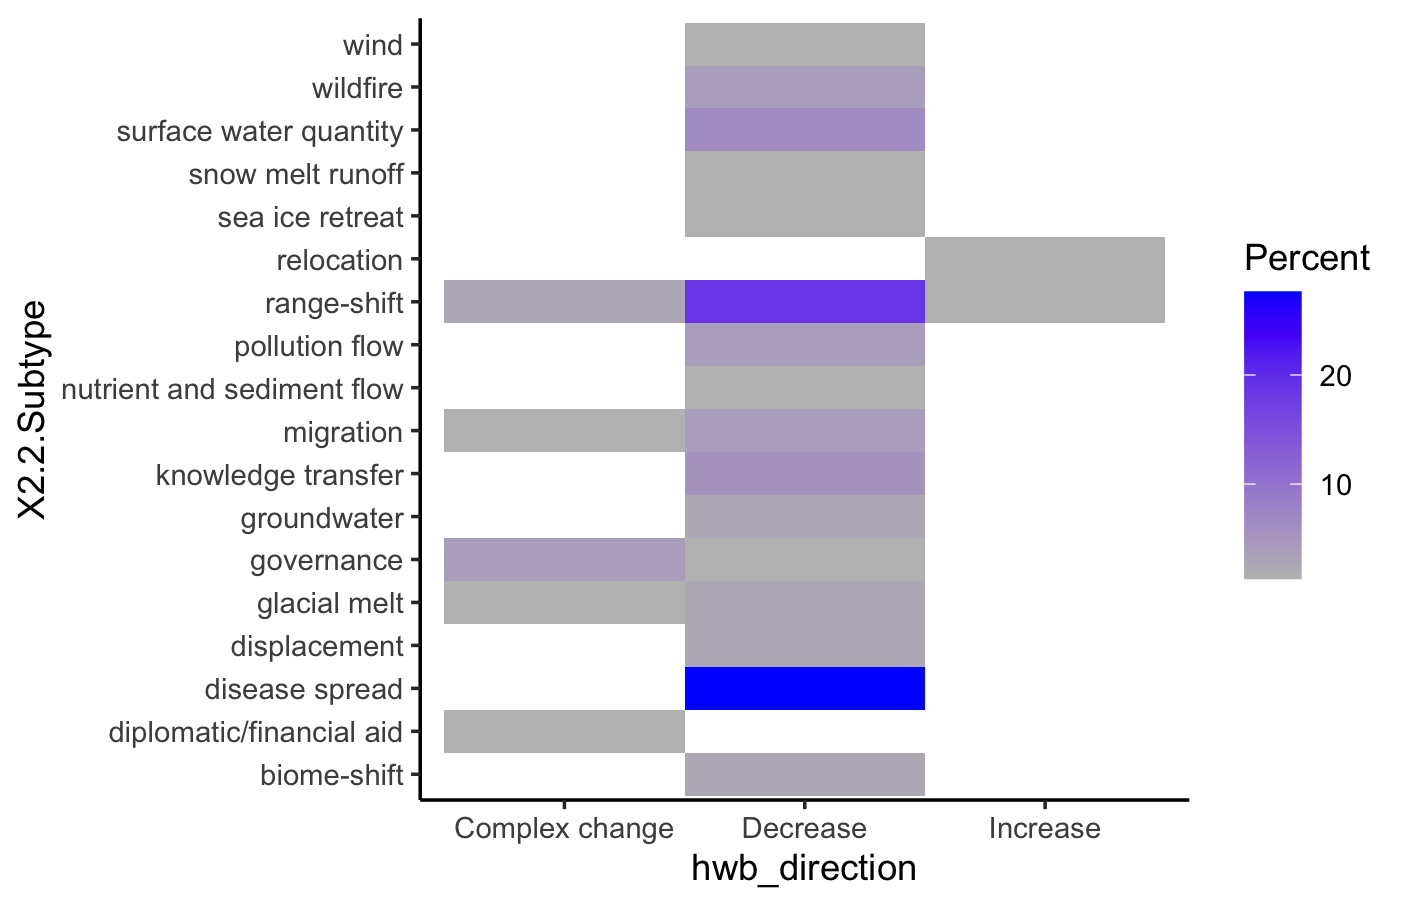 wind
wildfire
surface water quantity
snow melt runoff
sea ice retreat
relocation
range-shift
pollution flow
nutrient and sediment flow
migration
knowledge transfer
groundwater
governance
glacial melt
displacement
disease spread
diplomatic/financial aid
biome-shift
X2.2.Subtype
Complex change
Decrease
Increase
hwb_direction
Percent
20
10